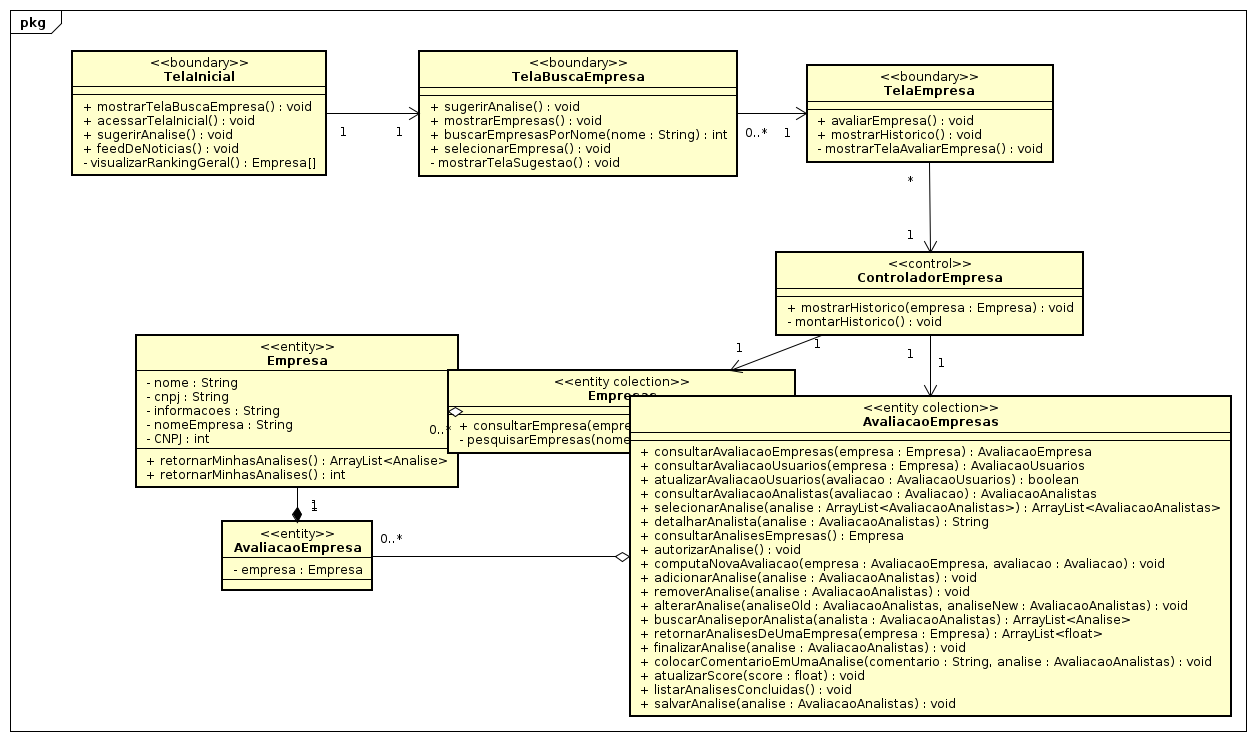 pkg
<<boundary>>
TelaInicial
+ mostrarTelaBuscaEmpresa() : void
+ acessarTelaInicial() : void
+ sugerirAnalise() : void
+ feedDeNoticias() : void
- visualizarRankingGeral() : Empresa[]
1
1
<<boundary>>
TelaBuscaEmpresa
+ sugerirAnalise() : void
+ mostrarEmpresas() : void
+ buscarEmpresasPorNome(nome : String) : int
+ selecionarEmpresa() : void
- mostrarTelaSugestao() : void
0..*
1
<<boundary>>
TelaEmpresa
+ avaliarEmpresa() : void
+ mostrarHistorico() : void
- mostrarTelaAvaliarEmpresa() : void
*
1
<<control>>
ControladorEmpresa
+ mostrarHistorico(empresa : Empresa) : void
- montarHistorico() : void
1
1
1
1
<<entity>>
Empresa
- nome : String
- cnpj : String
- informacoes : String
- nomeEmpresa : String
- CNPJ : int
+ retornarMinhasAnalises() : ArrayList<Analise>
+ retornarMinhasAnalises() : int
0..*
<<entity colection>>
Empresas
+ consultarEmpresa(empre
- pesquisarEmpresas(nome
1
1
<<entity>>
AvaliacaoEmpresa
- empresa : Empresa
0..*
<<entity colection>>
AvaliacaoEmpresas
+ consultarAvaliacaoEmpresas(empresa : Empresa) : AvaliacaoEmpresa
+ consultarAvaliacaoUsuarios(empresa : Empresa) : AvaliacaoUsuarios
+ atualizarAvaliacaoUsuarios(avaliacao : AvaliacaoUsuarios) : boolean
+ consultarAvaliacaoAnalistas(avaliacao : Avaliacao) : AvaliacaoAnalistas
+ selecionarAnalise(analise : ArrayList<AvaliacaoAnalistas>) : ArrayList<AvaliacaoAnalistas>
+ detalharAnalista(analise : AvaliacaoAnalistas) : String
+ consultarAnalisesEmpresas() : Empresa
+ autorizarAnalise() : void
+ computaNovaAvaliacao(empresa : AvaliacaoEmpresa, avaliacao : Avaliacao) : void
+ adicionarAnalise(analise : AvaliacaoAnalistas) : void
+ removerAnalise(analise : AvaliacaoAnalistas) : void
+ alterarAnalise(analiseOld : AvaliacaoAnalistas, analiseNew : AvaliacaoAnalistas) : void
+ buscarAnaliseporAnalista(analista : AvaliacaoAnalistas) : ArrayList<Analise>
+ retornarAnalisesDeUmaEmpresa(empresa : Empresa) : ArrayList<float>
+ finalizarAnalise(analise : AvaliacaoAnalistas) : void
+ colocarComentarioEmUmaAnalise(comentario : String, analise : AvaliacaoAnalistas) : void
+ atualizarScore(score : float) : void
+ listarAnalisesConcluidas() : void
+ salvarAnalise(analise : AvaliacaoAnalistas) : void